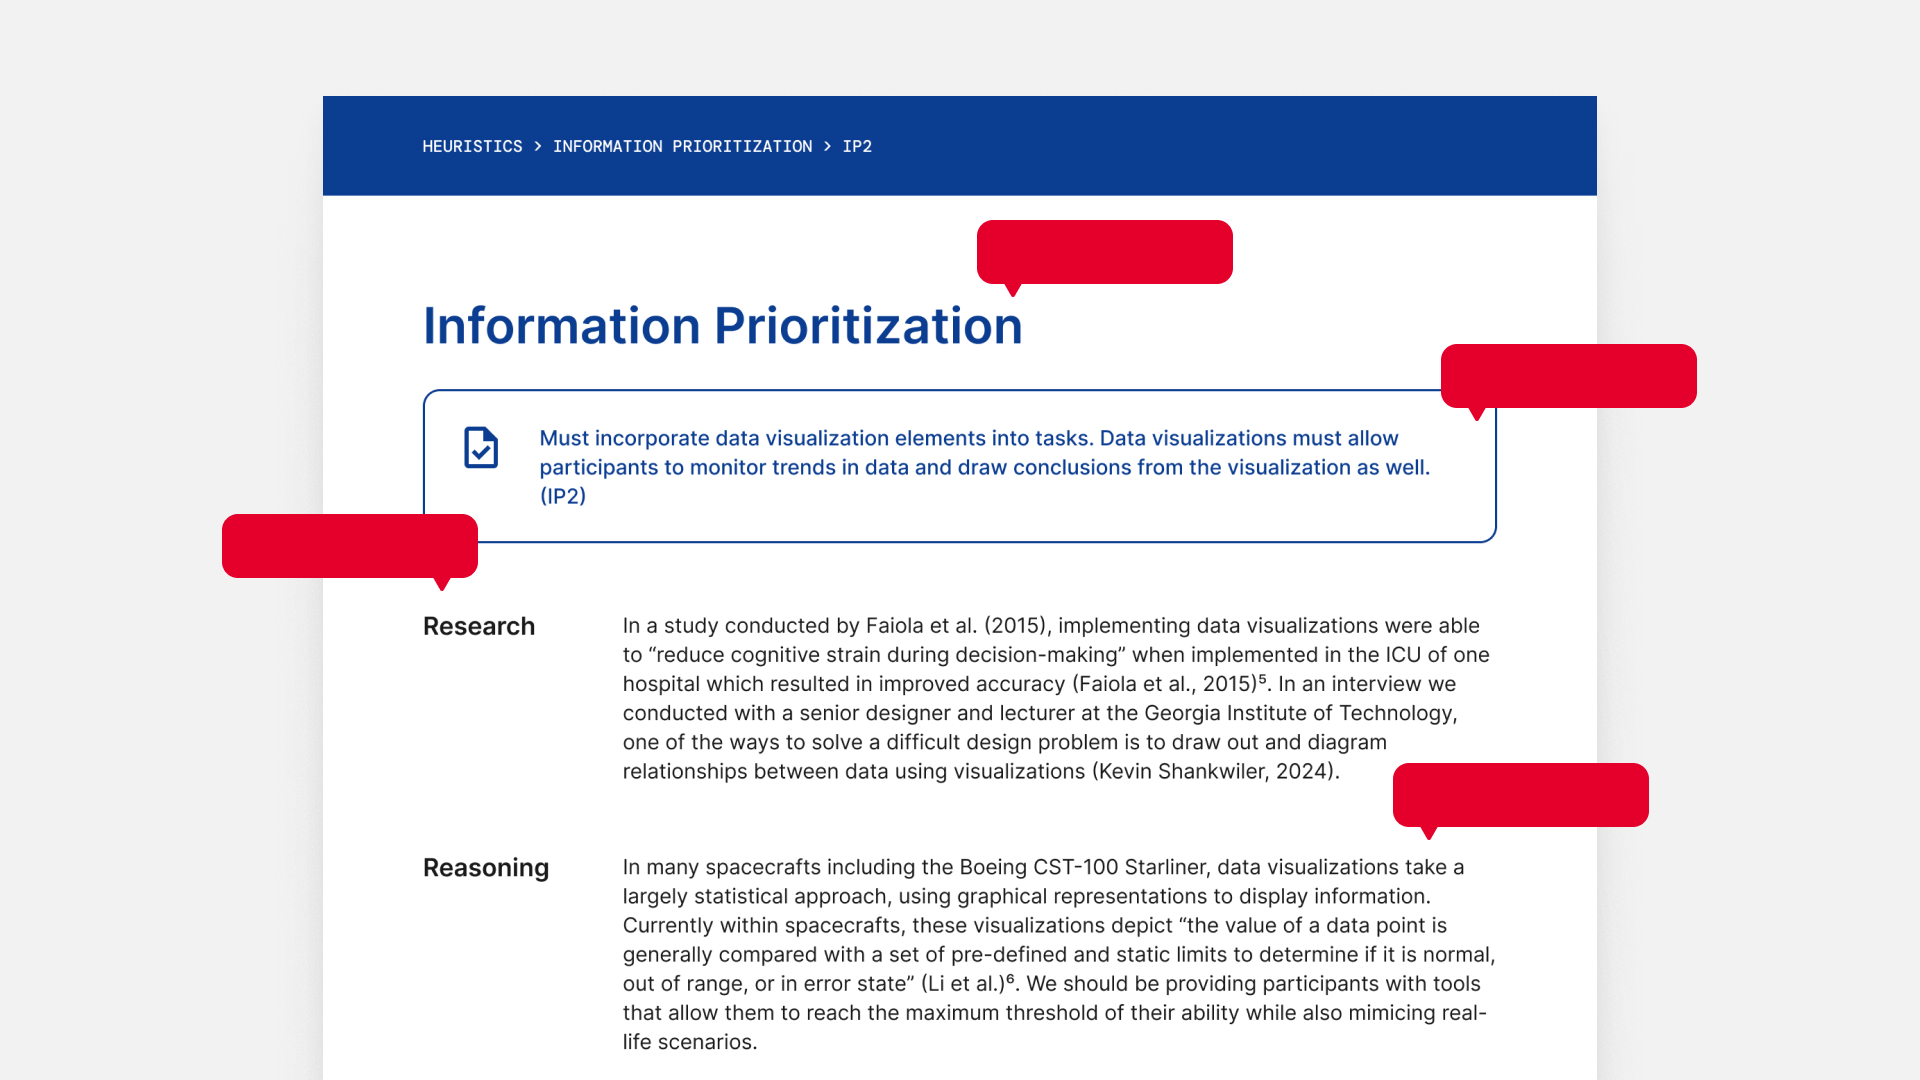 HEURISTICS > INFORMATION PRIORITIZATION > IP2
Information Prioritization
Must incorporate data visualization elements into tasks. Data visualizations must allow
participants to monitor trends in data and draw conclusions from the visualization as well.
(IP2)
Research
In a study conducted by Faiola et al. (2015), implementing data visualizations were able
to “reduce cognitive strain during decision-making” when implemented in the ICU of one
hospital which resulted in improved accuracy (Faiola et al., 2015)⁵. In an interview we
conducted with a senior designer and lecturer at the Georgia Institute of Technology,
one of the ways to solve a difficult design problem is to draw out and diagram
relationships between data using visualizations (Kevin Shankwiler, 2024).
Reasoning
In many spacecrafts including the Boeing CST-100 Starliner, data visualizations take a
largely statistical approach, using graphical representations to display information.
Currently within spacecrafts, these visualizations depict “the value of a data point is
generally compared with a set of pre-defined and static limits to determine if it is normal,
out of range, or in error state” (Li et al.)⁶. We should be providing participants with tools
that allow them to reach the maximum threshold of their ability while also mimicing real-
life scenarios.